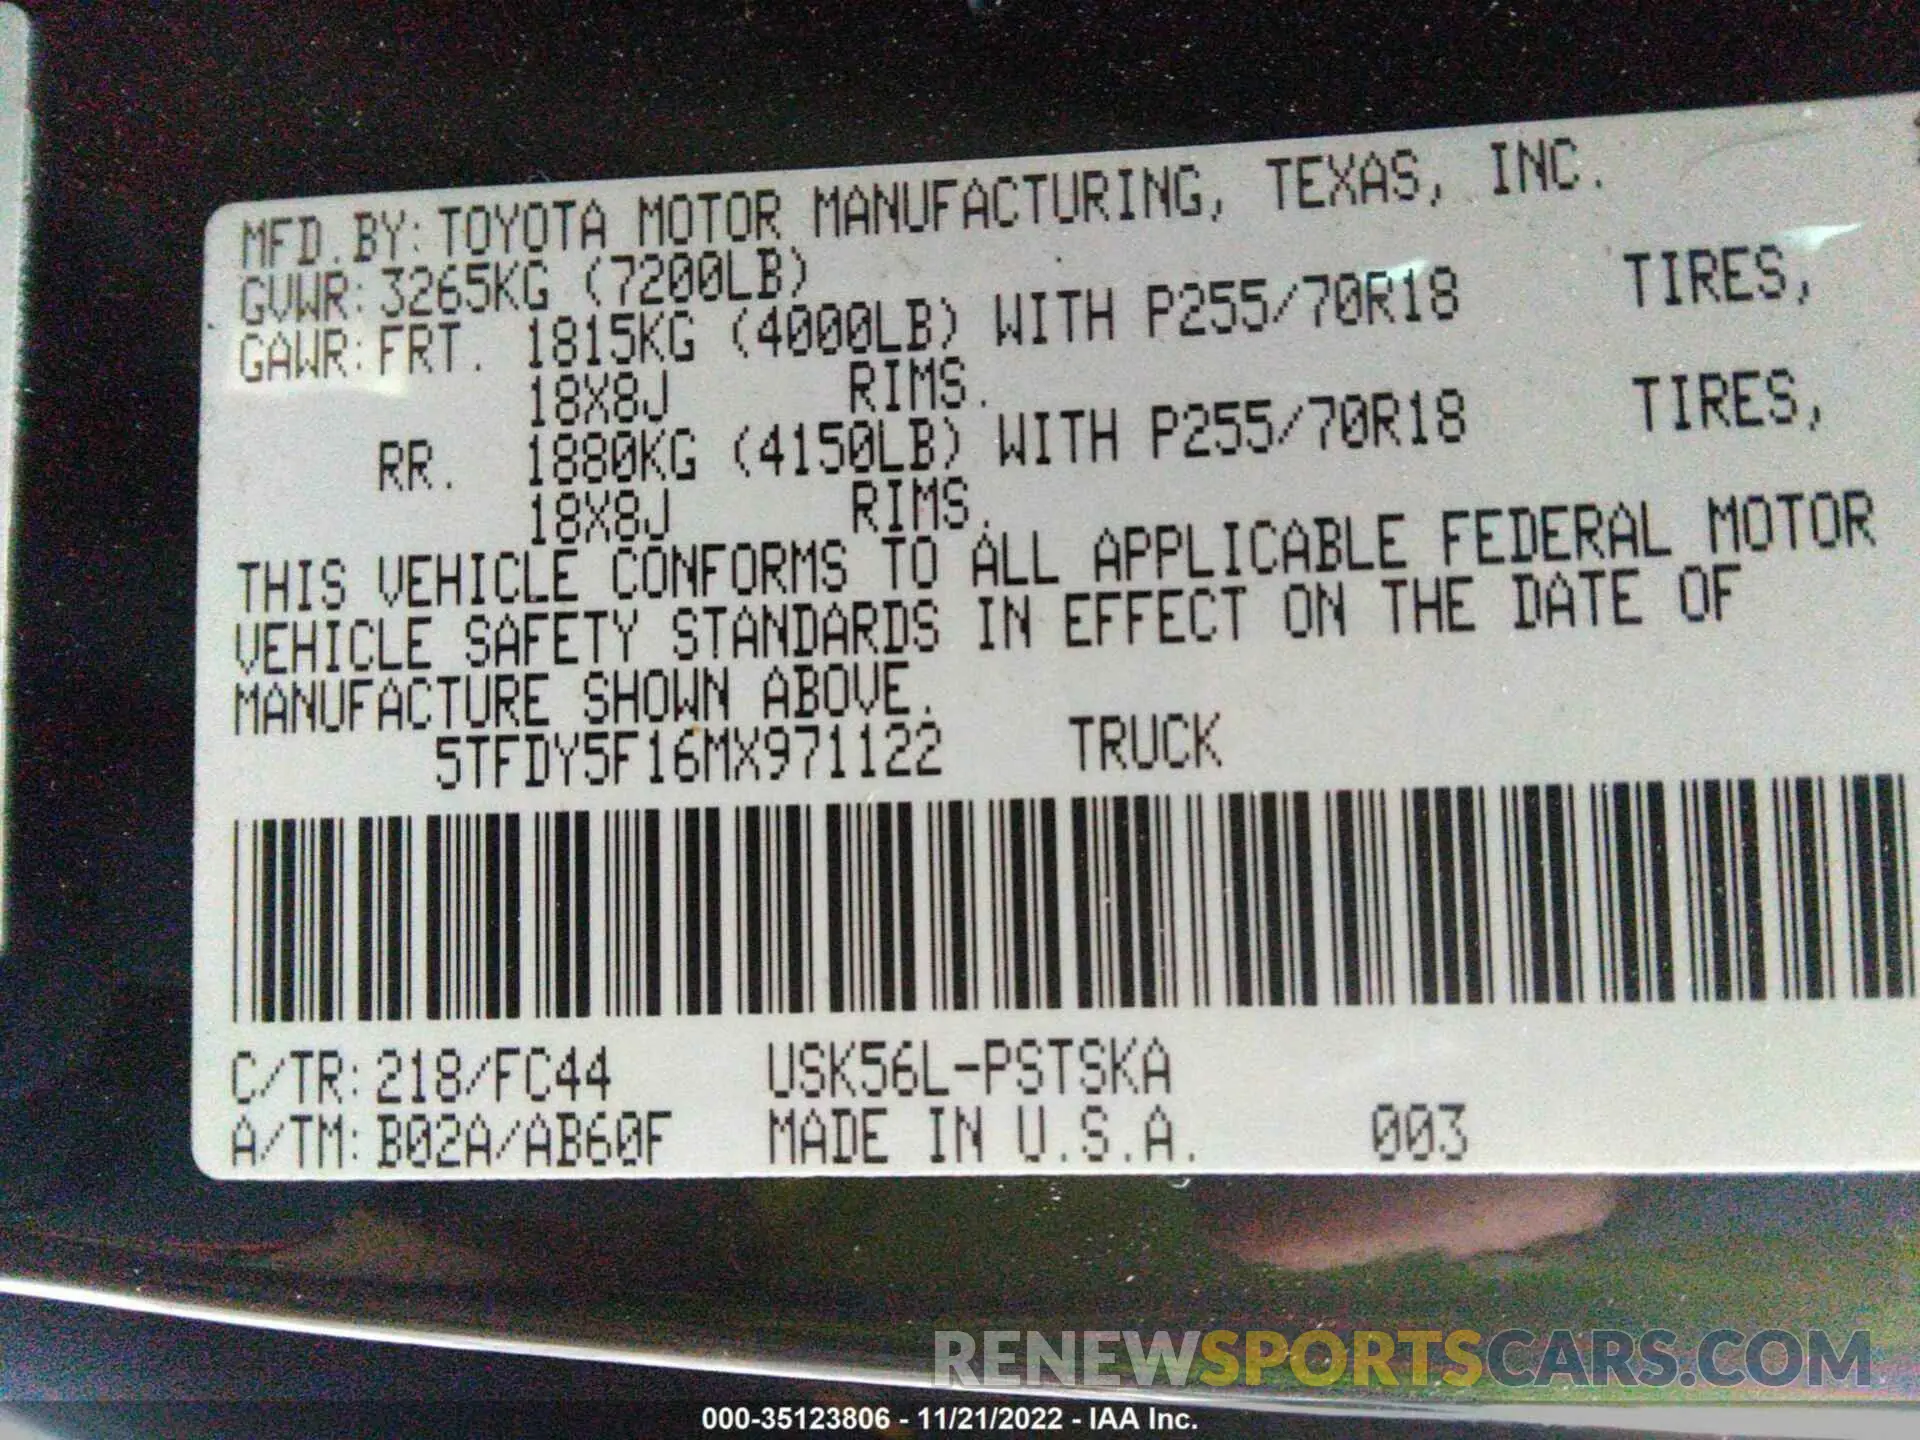 MFD.BY: TOYOTA MOTOR MANUFACTURING, TEXAS, INC.
GVWR: 3265KG (7200LB)
GAWR: FRT. 1815KG (4000LB) WITH P255/70R18 TIRES,
18X8J RIMS.
RR. 1880KG (4150LB) WITH P255/70R18 TIRES,
18X8J RIMS.
THIS VEHICLE CONFORMS TO ALL APPLICABLE FEDERAL MOTOR
VEHICLE SAFETY STANDARDS IN EFFECT ON THE DATE OF
MANUFACTURE SHOWN ABOVE.
5TFDY5F16MX971122 TRUCK
C/TR: 218/FC44 USK56L-PSTSKA
A/TM: B02A/AB60F MADE IN U.S.A. 003
RENEWSPORTSCARS.COM
000-35123806 - 11/21/2022 - IAA Inc.